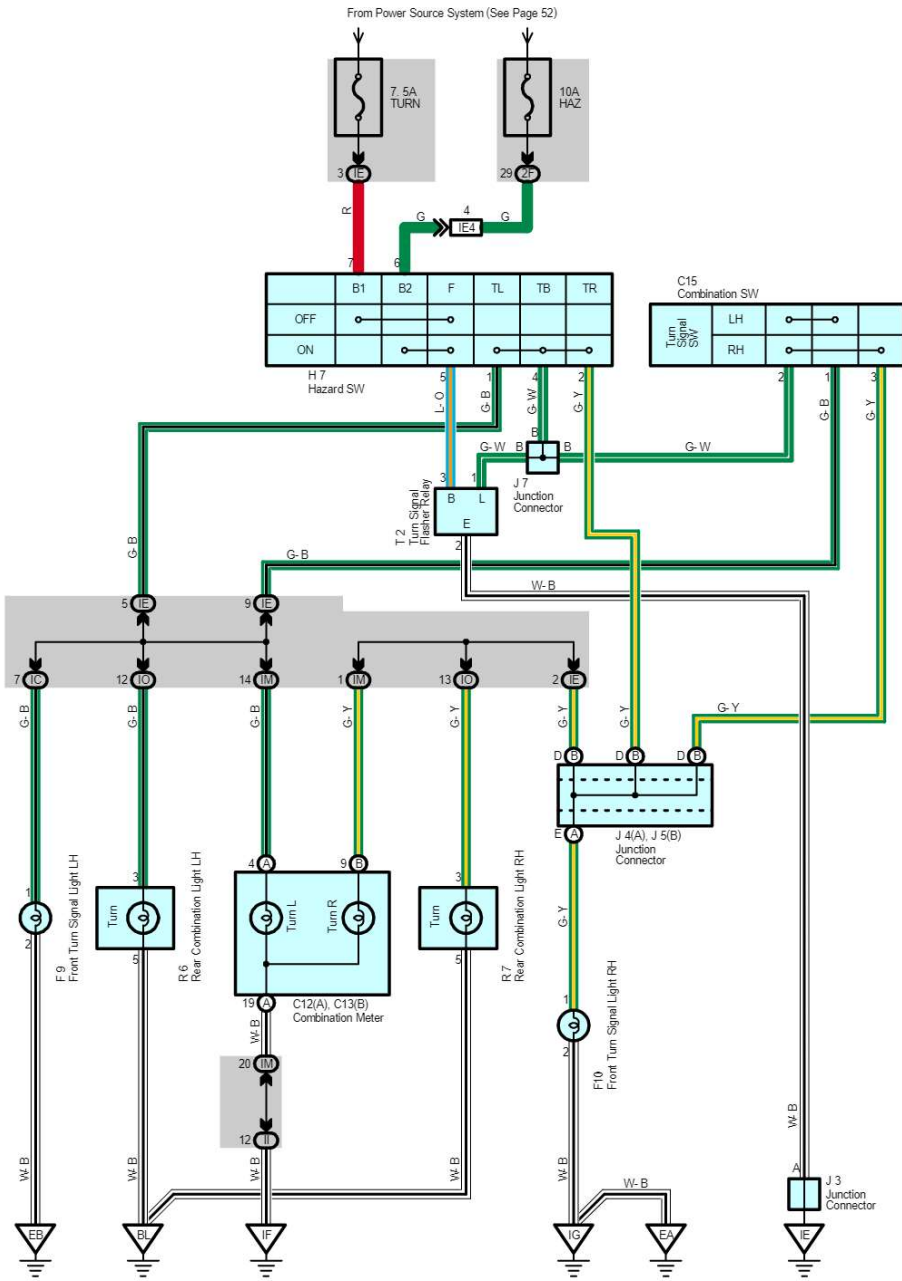 From Power Source System (See Page 52)
7. 5A
TURN
10A
HAZ
3 IE
29 2F
R
G
4
IE4
G
7
6
B1 B2 F TL TB TR
OFF
ON
H 7
Hazard SW
C15
Combination SW
Turn
Signal
SW
LH
RH
5 1 4 2
2 1 3
L- O
G- B
G- W
G- Y
G- B
G- Y
G- W
B
B
B
G- W
J 7
Junction
Connector
3 1
B L
E
2
T 2
Turn Signal
Flasher Relay
G- B
G- B
W- B
5 IE
9 IE
7 IC
12 IO
14 IM
1 IM
13 IO
2 IE
G- B
G- B
G- B
G- Y
G- Y
G- Y
G- Y
D B
D B
D B
E A
J 4(A), J 5(B)
Junction
Connector
4 A
9 B
1
2
F 9
Front Turn Signal Light LH
3
Turn
5
R 6
Rear Combination Light LH
Turn L
Turn R
19 A
C12(A), C13(B)
Combination Meter
3
Turn
5
R 7
Rear Combination Light RH
G- Y
1
2
F10
Front Turn Signal Light RH
W- B
20 IM
12 II
W- B
W- B
W- B
W- B
W- B
W- B
A
J 3
Junction
Connector
EB
BL
IF
IG
EA
IE